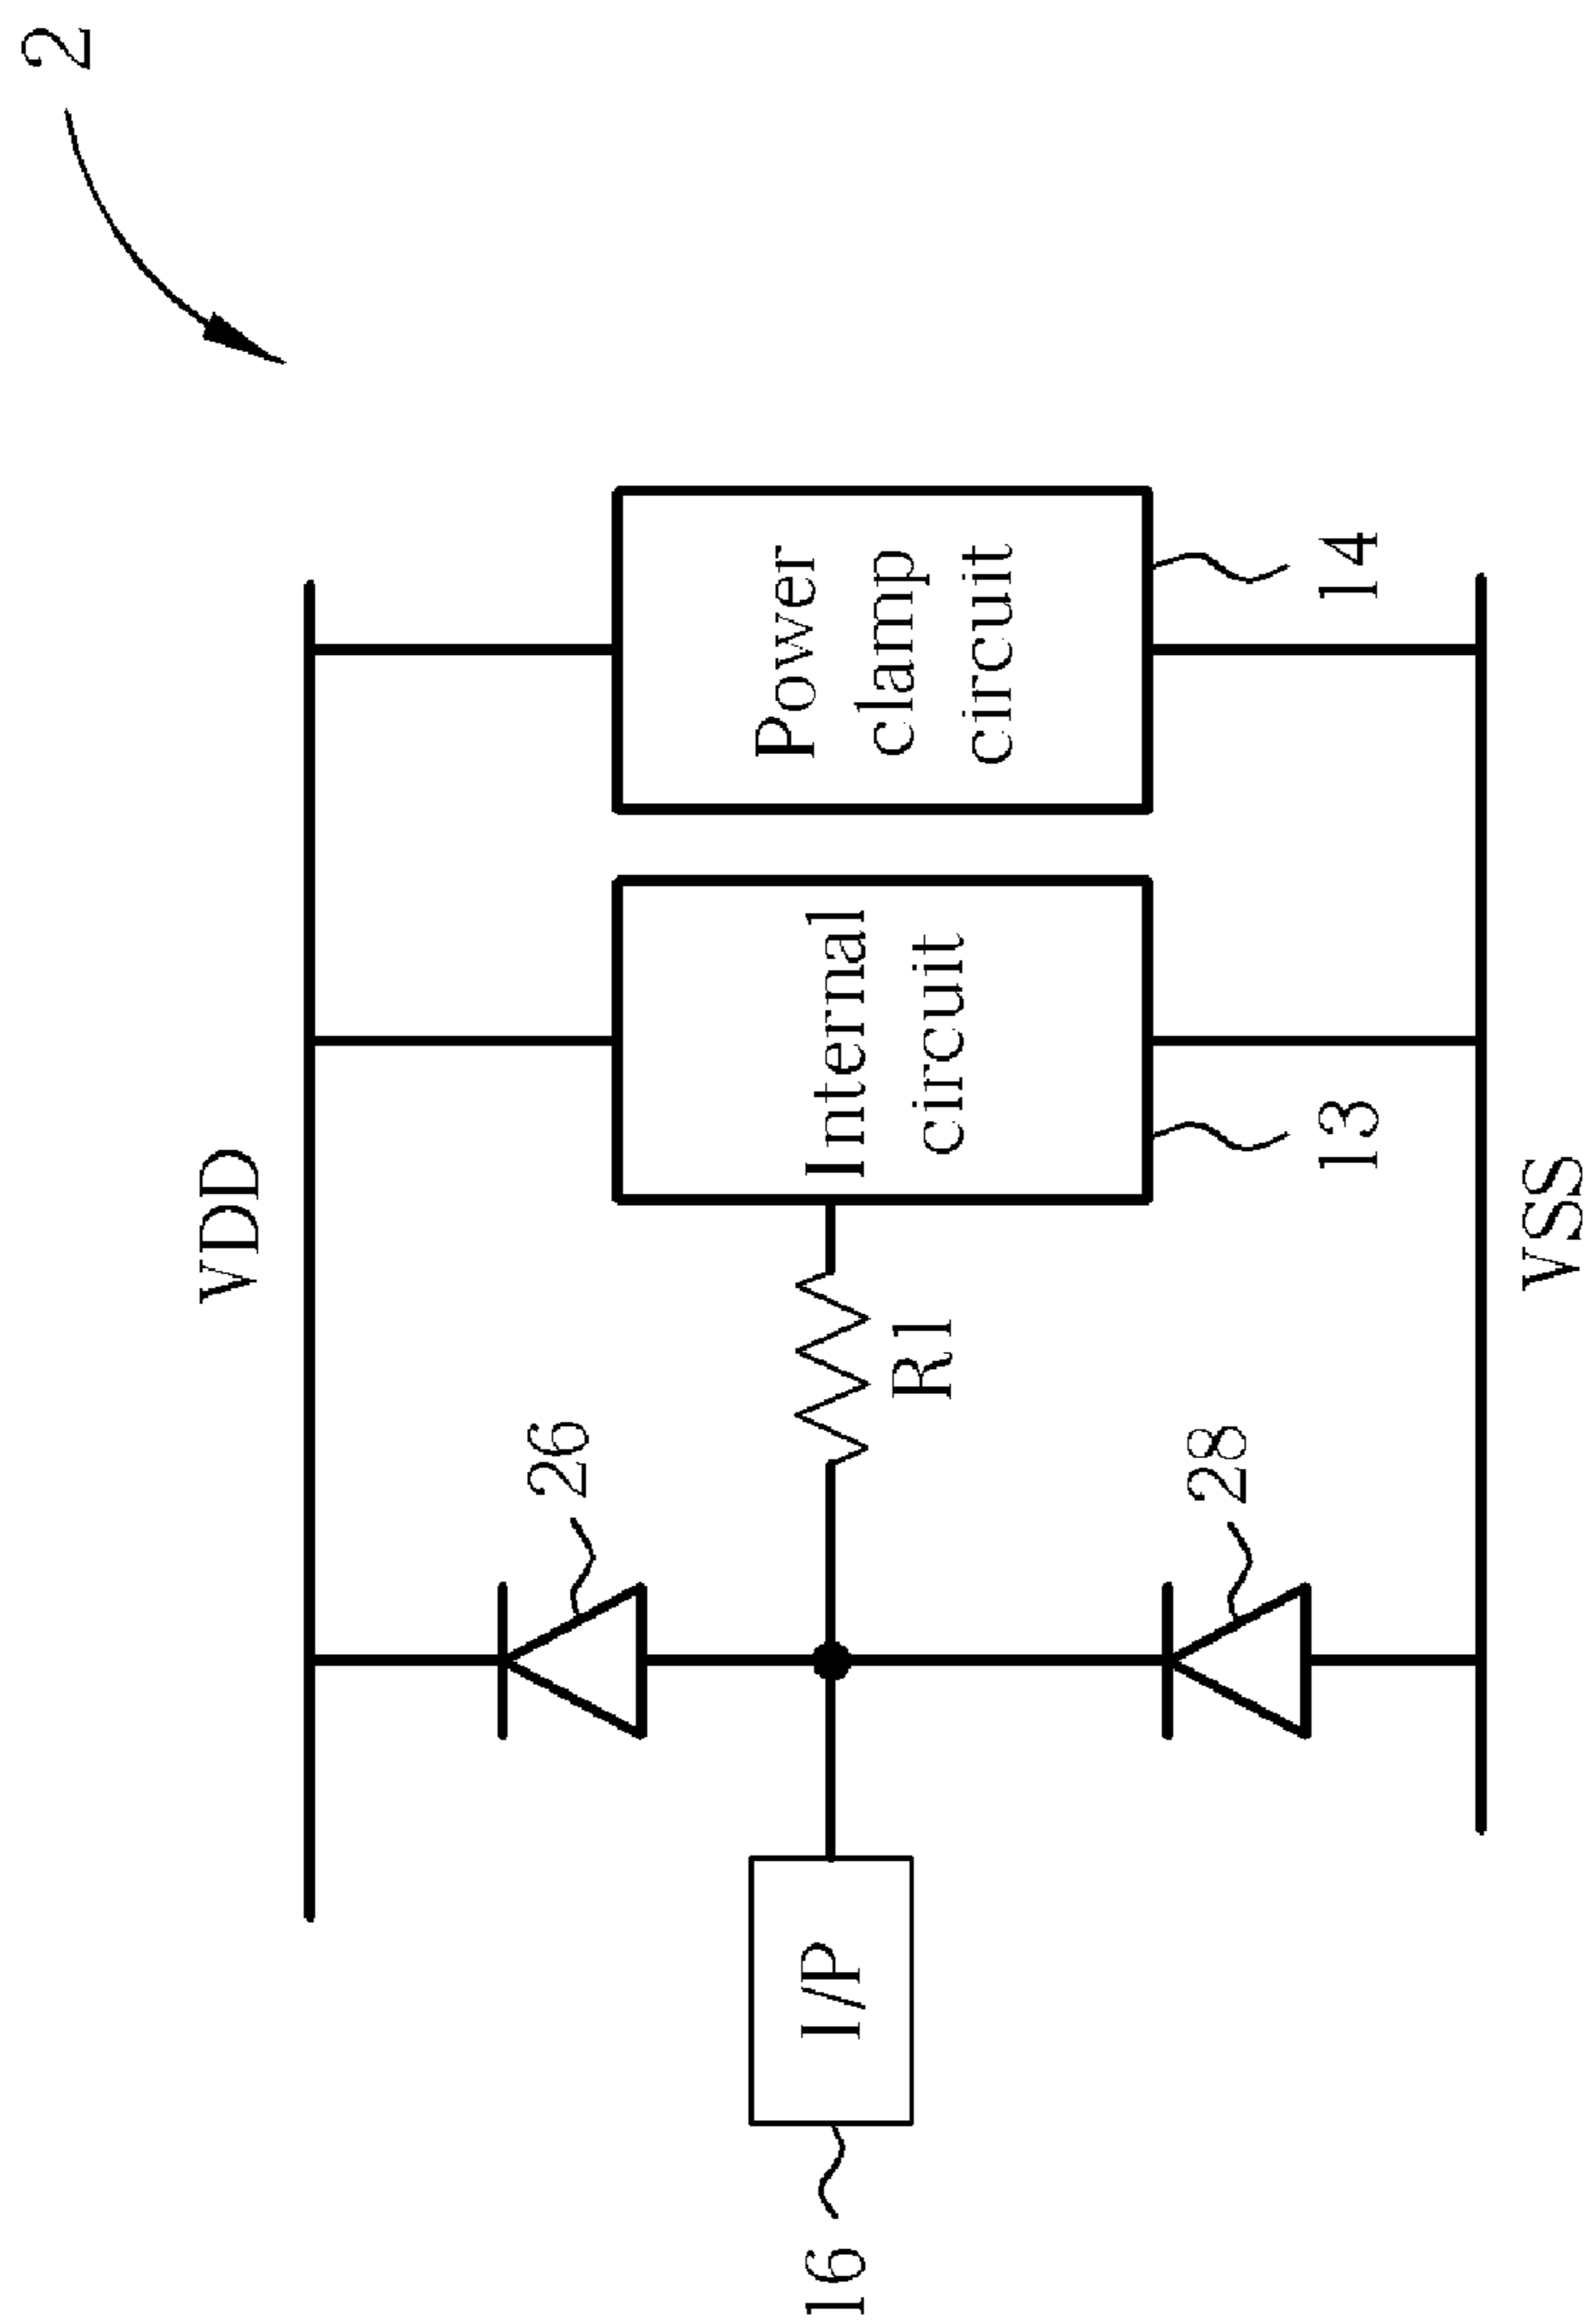 2
VDD
26
16
I/P
R1
Internal
circuit
Power
clamp
circuit
28
13
14
VSS